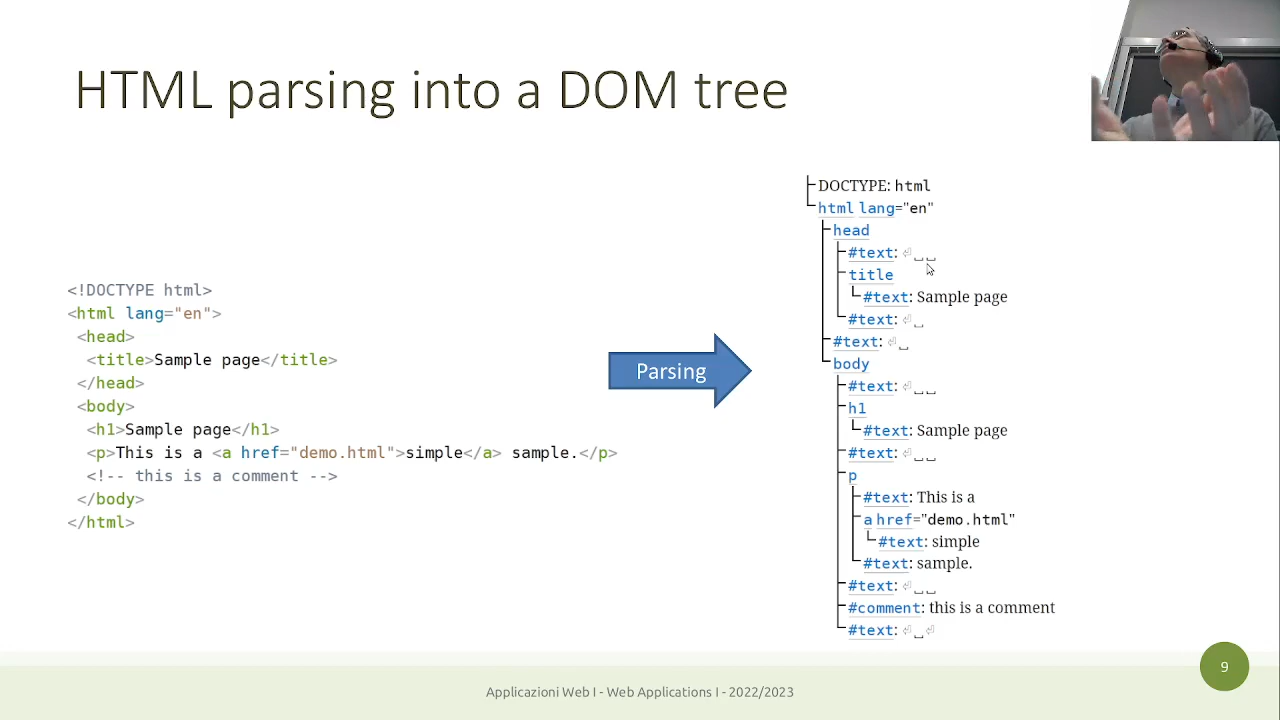 HTML parsing into a DOM tree
<!DOCTYPE html>
<html lang="en">
<head>
<title>Sample page</title>
</head>
<body>
<h1>Sample page</h1>
<p>This is a <a href="demo.html">simple</a> sample.</p>
<!-- this is a comment -->
</body>
</html>
Parsing
DOCTYPE: html
html lang="en"
head
#text: ⏎␣␣
title
#text: Sample page
#text: ⏎␣
#text: ⏎␣
body
#text: ⏎␣␣
h1
#text: Sample page
#text: ⏎␣␣
p
#text: This is a
a href="demo.html"
#text: simple
#text: sample.
#text: ⏎␣␣
#comment: this is a comment
#text: ⏎␣⏎
9
Applicazioni Web I - Web Applications I - 2022/2023